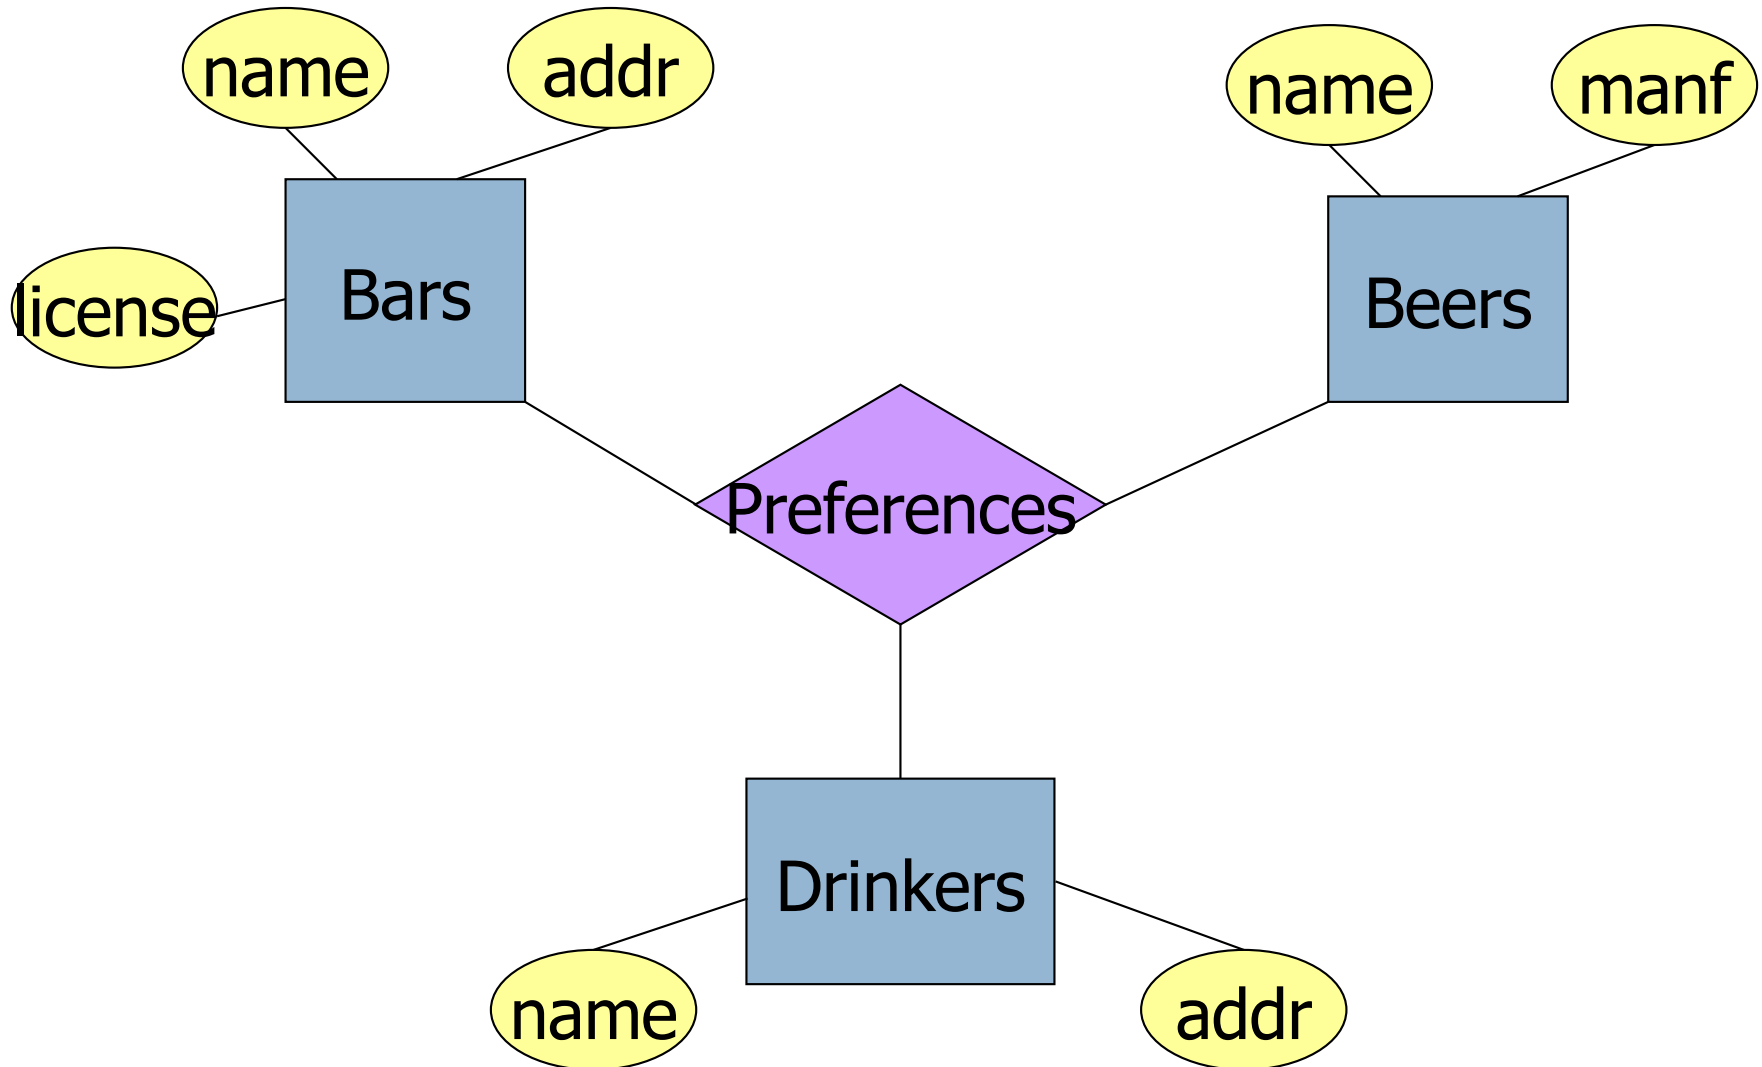 name
addr
name
manf
license
Bars
Beers
Preferences
Drinkers
name
addr